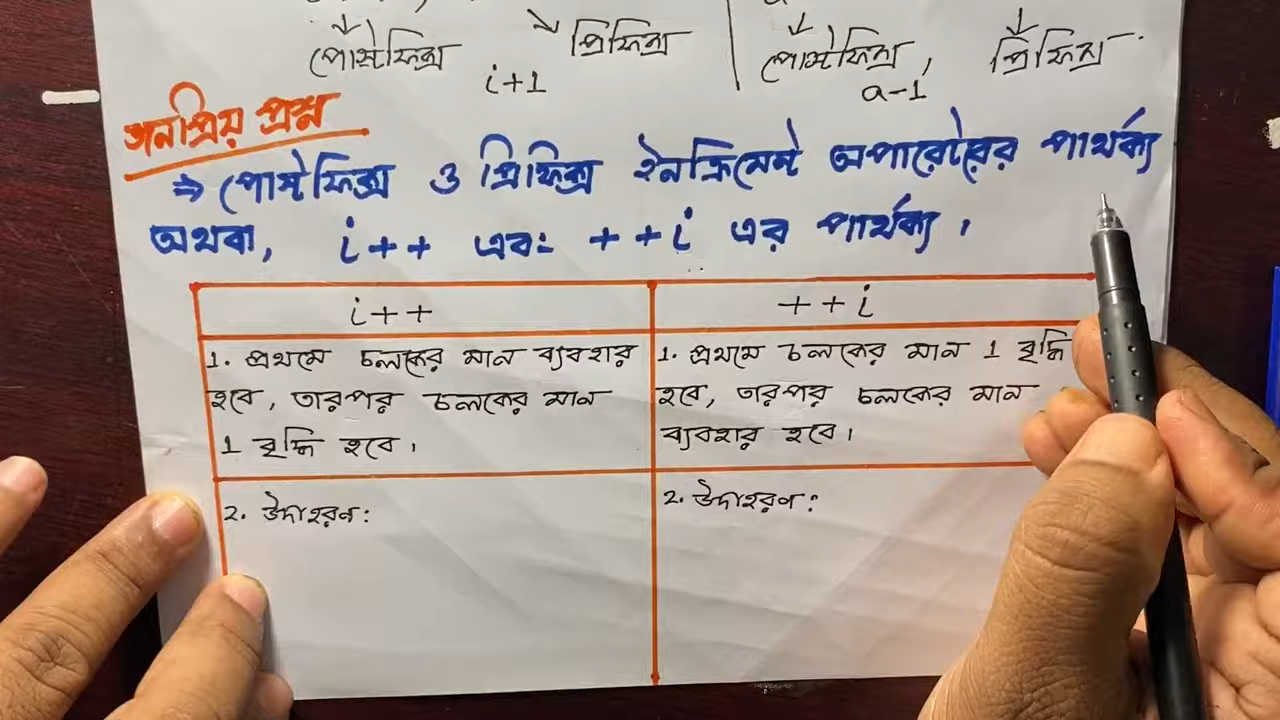 পোস্টফিক্স প্রিফিক্স পোস্টফিক্স, প্রিফিক্স
i+1 a-1
জনপ্রিয় প্রশ্ন
⇒ পোস্টফিক্স ও প্রিফিক্স ইনক্রিমেন্ট অপারেটরের পার্থক্য
অথবা, i++ এবং ++i এর পার্থক্য।
i++ ++i
1. প্রথমে চলকের মান ব্যবহার
হবে, তারপর চলকের মান
1 বৃদ্ধি হবে।
1. প্রথমে চলকের মান 1 বৃদ্ধি
হবে, তারপর চলকের মান
ব্যবহার হবে।
2. উদাহরণ:
2. উদাহরণ: